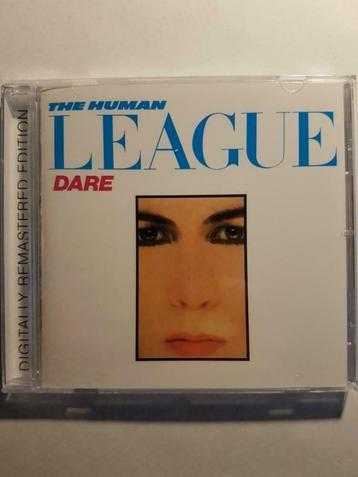 THE HUMAN
LEAGUE
DARE
DIGITALLY REMASTERED EDITION